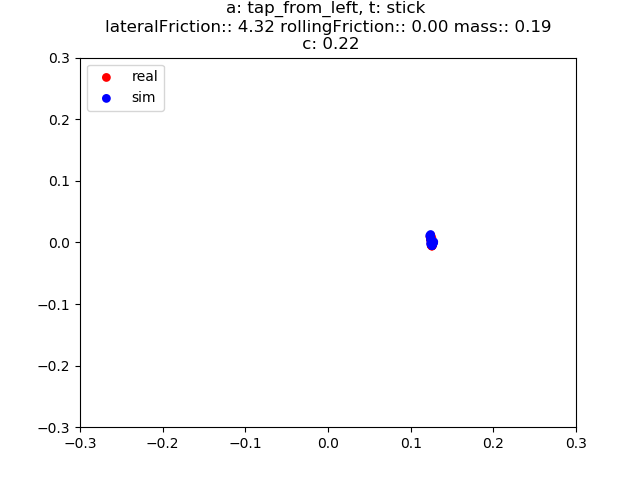 a: tap_from_left, t: stick
lateralFriction:: 4.32 rollingFriction:: 0.00 mass:: 0.19
c: 0.22
real
sim
0.3
0.2
0.1
0.0
−0.1
−0.2
−0.3
−0.3
−0.2
−0.1
0.0
0.1
0.2
0.3